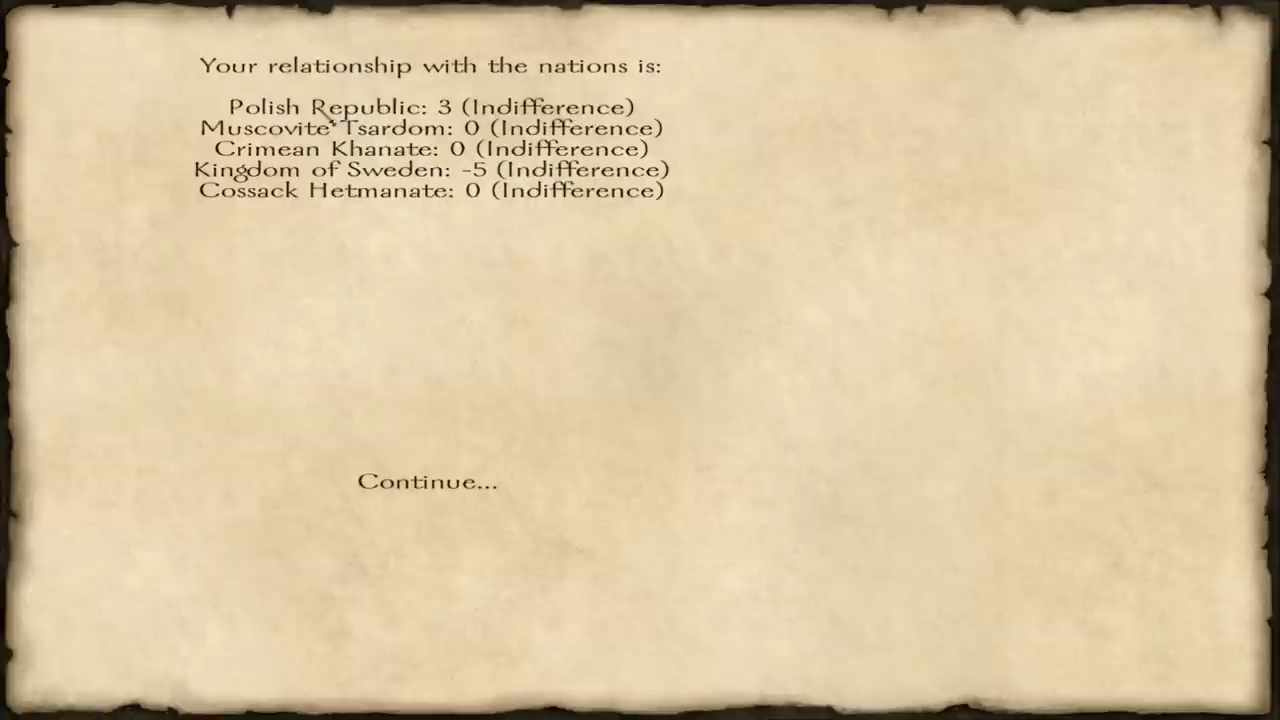 Your relationship with the nations is:
Polish Republic: 3 (Indifference)
Muscovite Tsardom: 0 (Indifference)
Crimean Khanate: 0 (Indifference)
Kingdom of Sweden: -5 (Indifference)
Cossack Hetmanate: 0 (Indifference)
Continue...